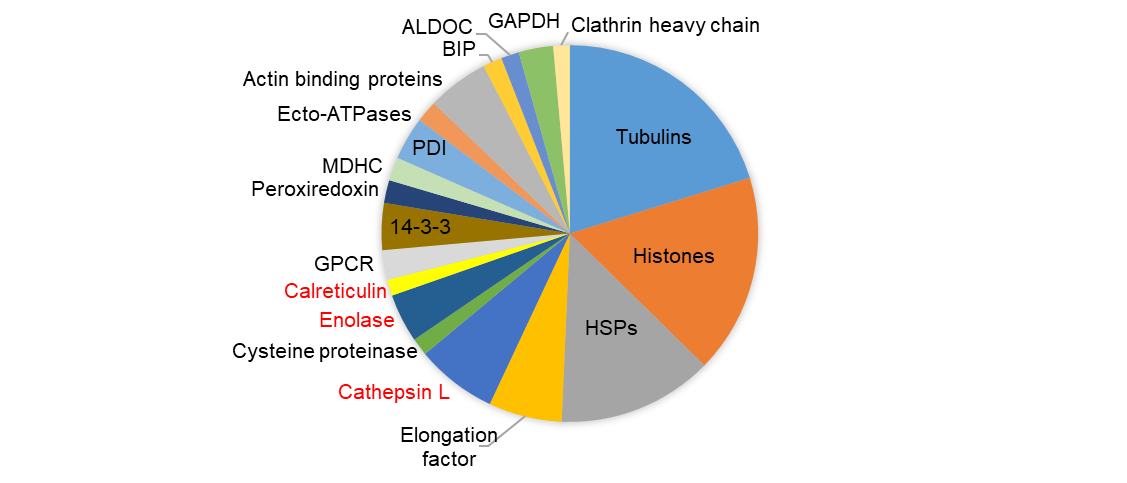 ALDOC
GAPDH
Clathrin heavy chain
BIP
Actin binding proteins
Ecto-ATPases
Tubulins
PDI
MDHC
Peroxiredoxin
14-3-3
Histones
GPCR
Calreticulin
Enolase
HSPs
Cysteine proteinase
Cathepsin L
Elongation
factor